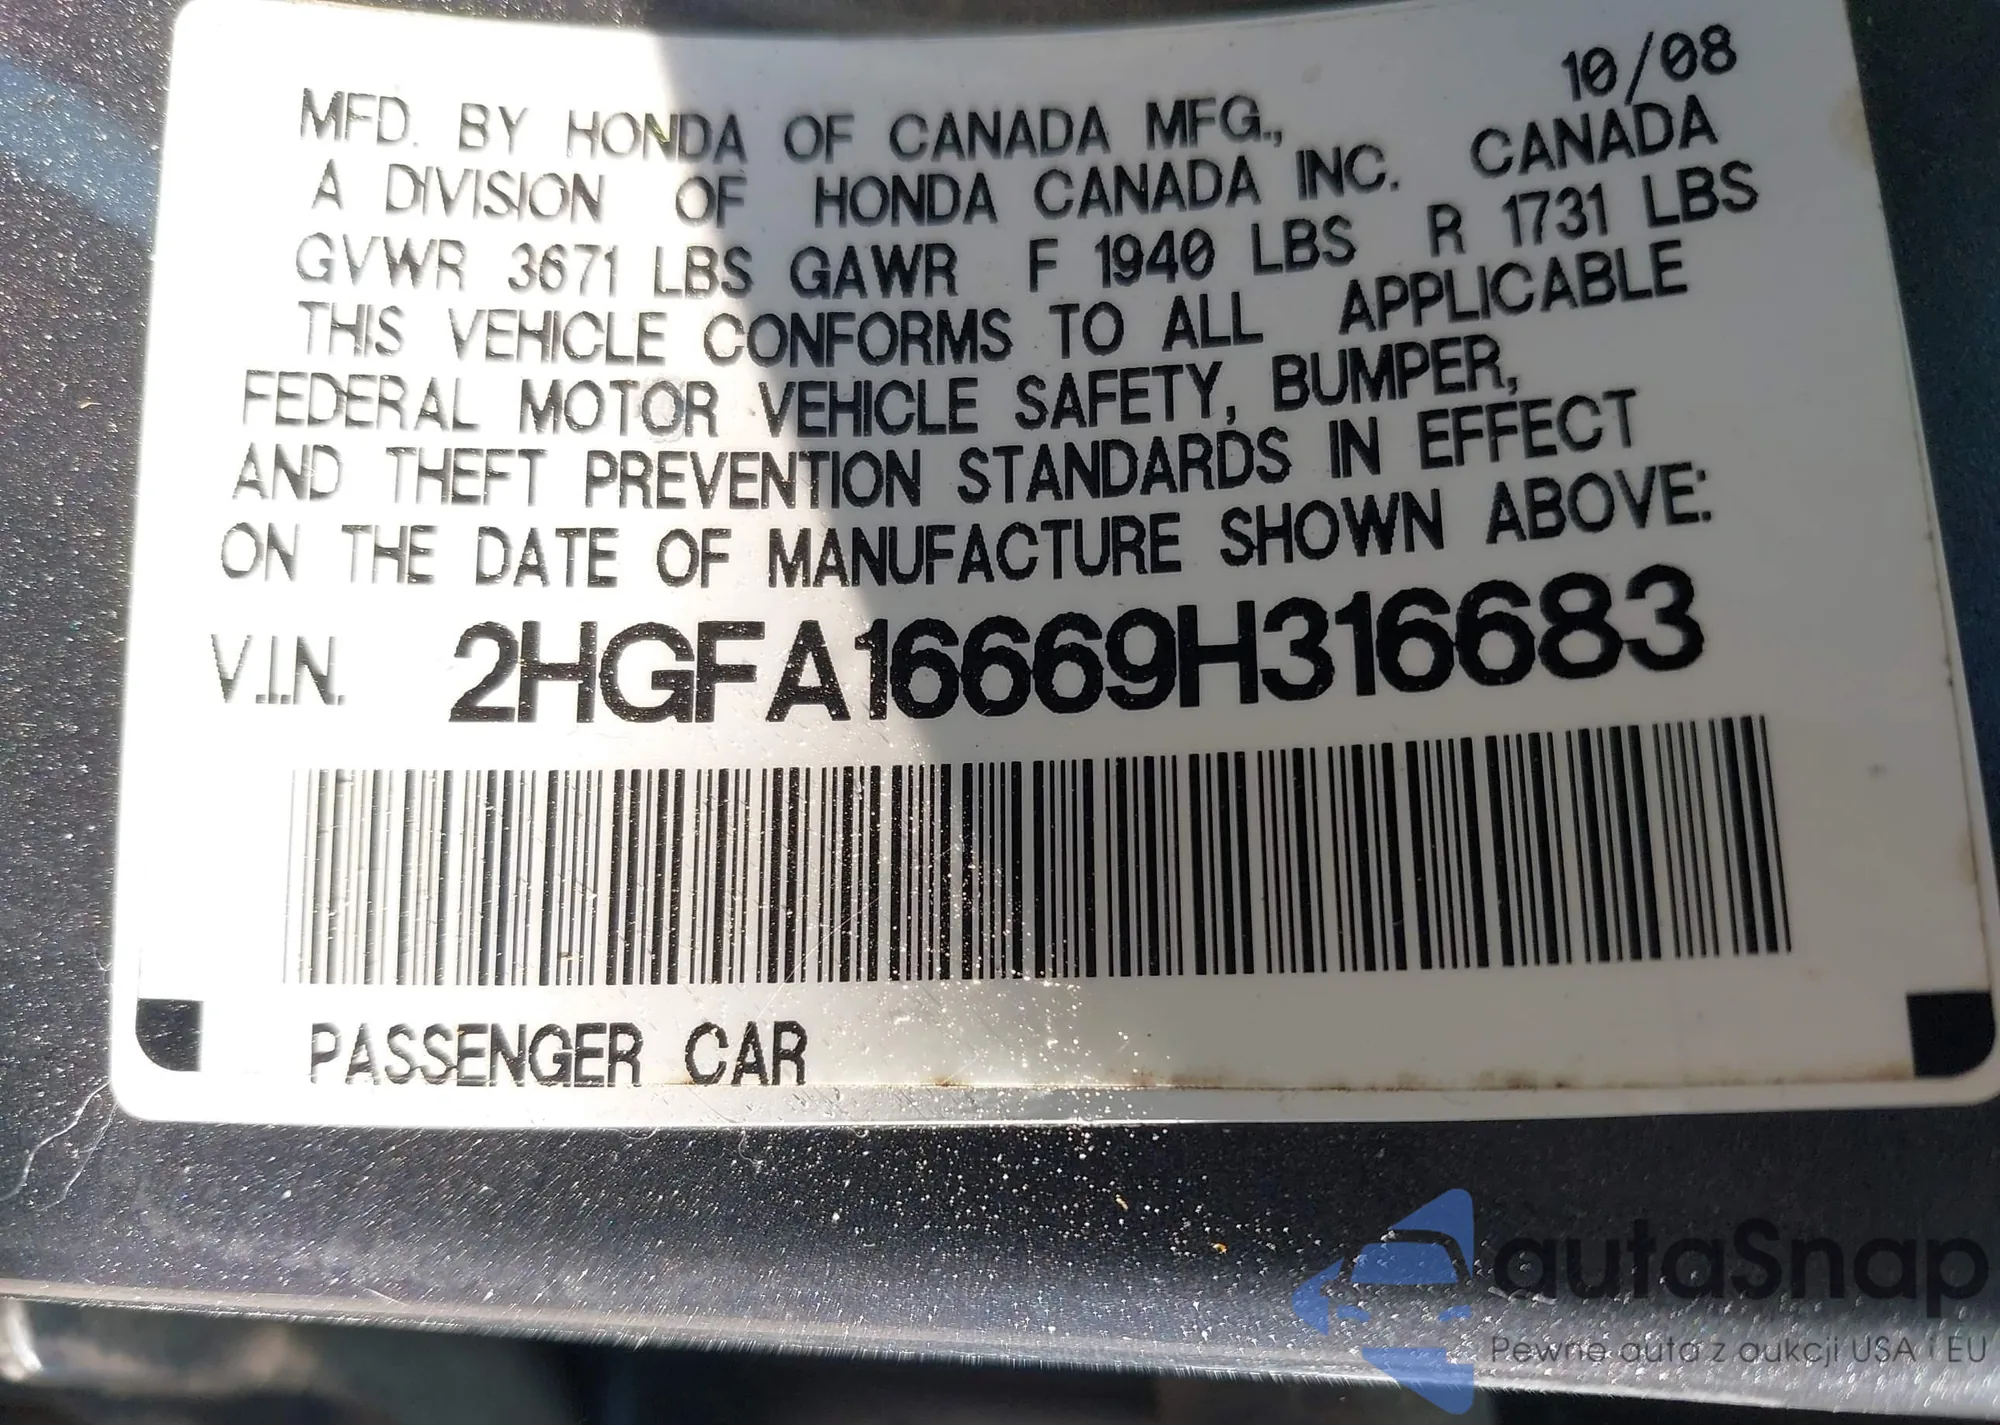 10/08
MFD. BY HONDA OF CANADA MFG.,
A DIVISION OF HONDA CANADA INC. CANADA
GVWR 3671 LBS GAWR F 1940 LBS R 1731 LBS
THIS VEHICLE CONFORMS TO ALL APPLICABLE
FEDERAL MOTOR VEHICLE SAFETY, BUMPER,
AND THEFT PREVENTION STANDARDS IN EFFECT
ON THE DATE OF MANUFACTURE SHOWN ABOVE:
V.I.N. 2HGFA16669H316683
PASSENGER CAR
autaSnap
Pewne auta z aukcji USA i EU